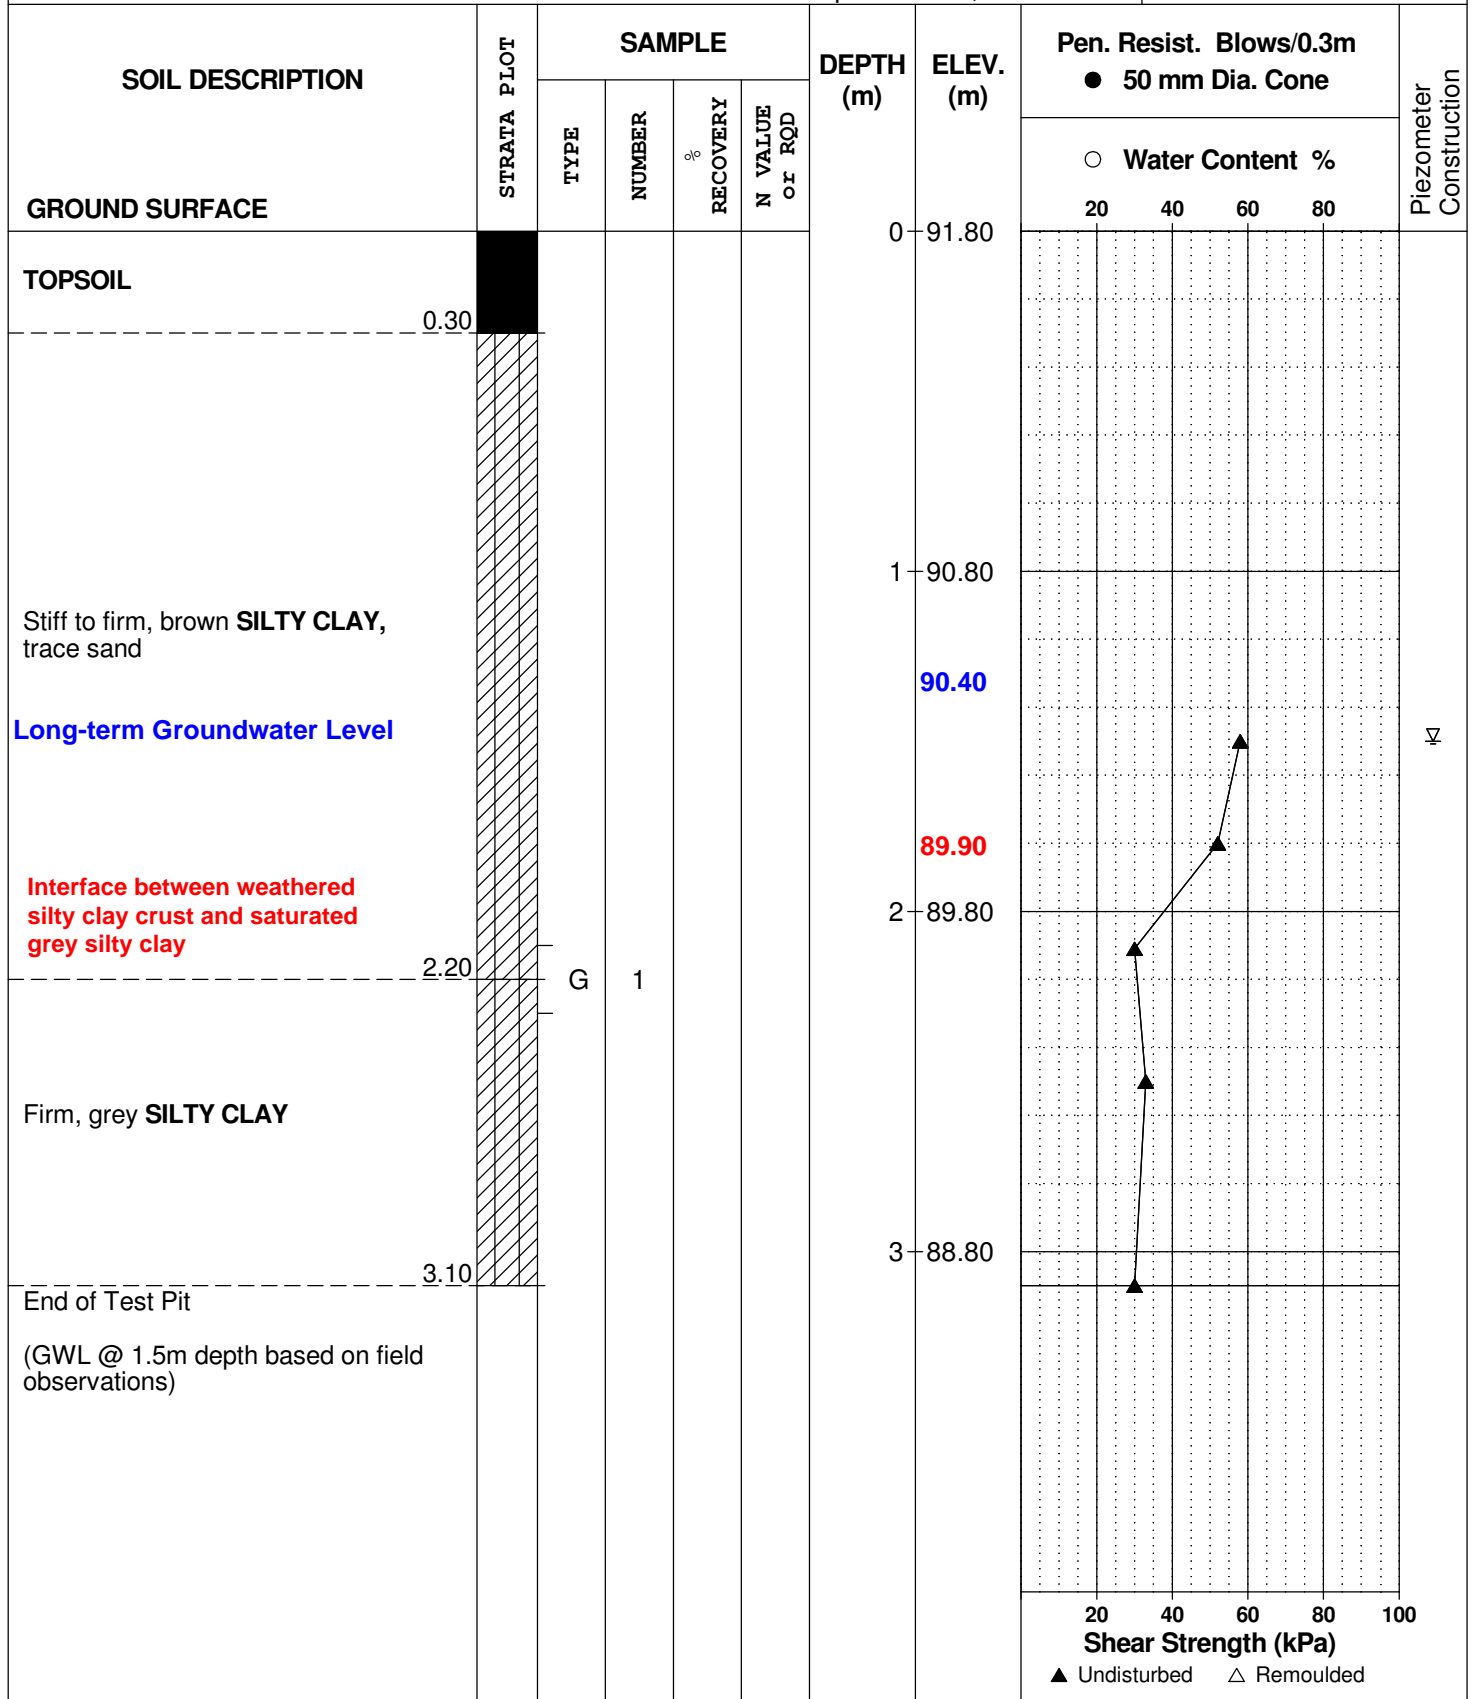 SOIL DESCRIPTION
GROUND SURFACE
STRATA PLOT
SAMPLE
TYPE
NUMBER
%
RECOVERY
N VALUE
or RQD
DEPTH
(m)
ELEV.
(m)
Pen. Resist. Blows/0.3m
● 50 mm Dia. Cone
○ Water Content %
20 40 60 80
Piezometer
Construction
0 91.80
TOPSOIL
0.30
1 90.80
Stiff to firm, brown SILTY CLAY,
trace sand
90.40
Long-term Groundwater Level
89.90
Interface between weathered
silty clay crust and saturated
grey silty clay
2 89.80
2.20
G 1
Firm, grey SILTY CLAY
3 88.80
3.10
End of Test Pit
(GWL @ 1.5m depth based on field
observations)
20 40 60 80 100
Shear Strength (kPa)
▲ Undisturbed △ Remoulded